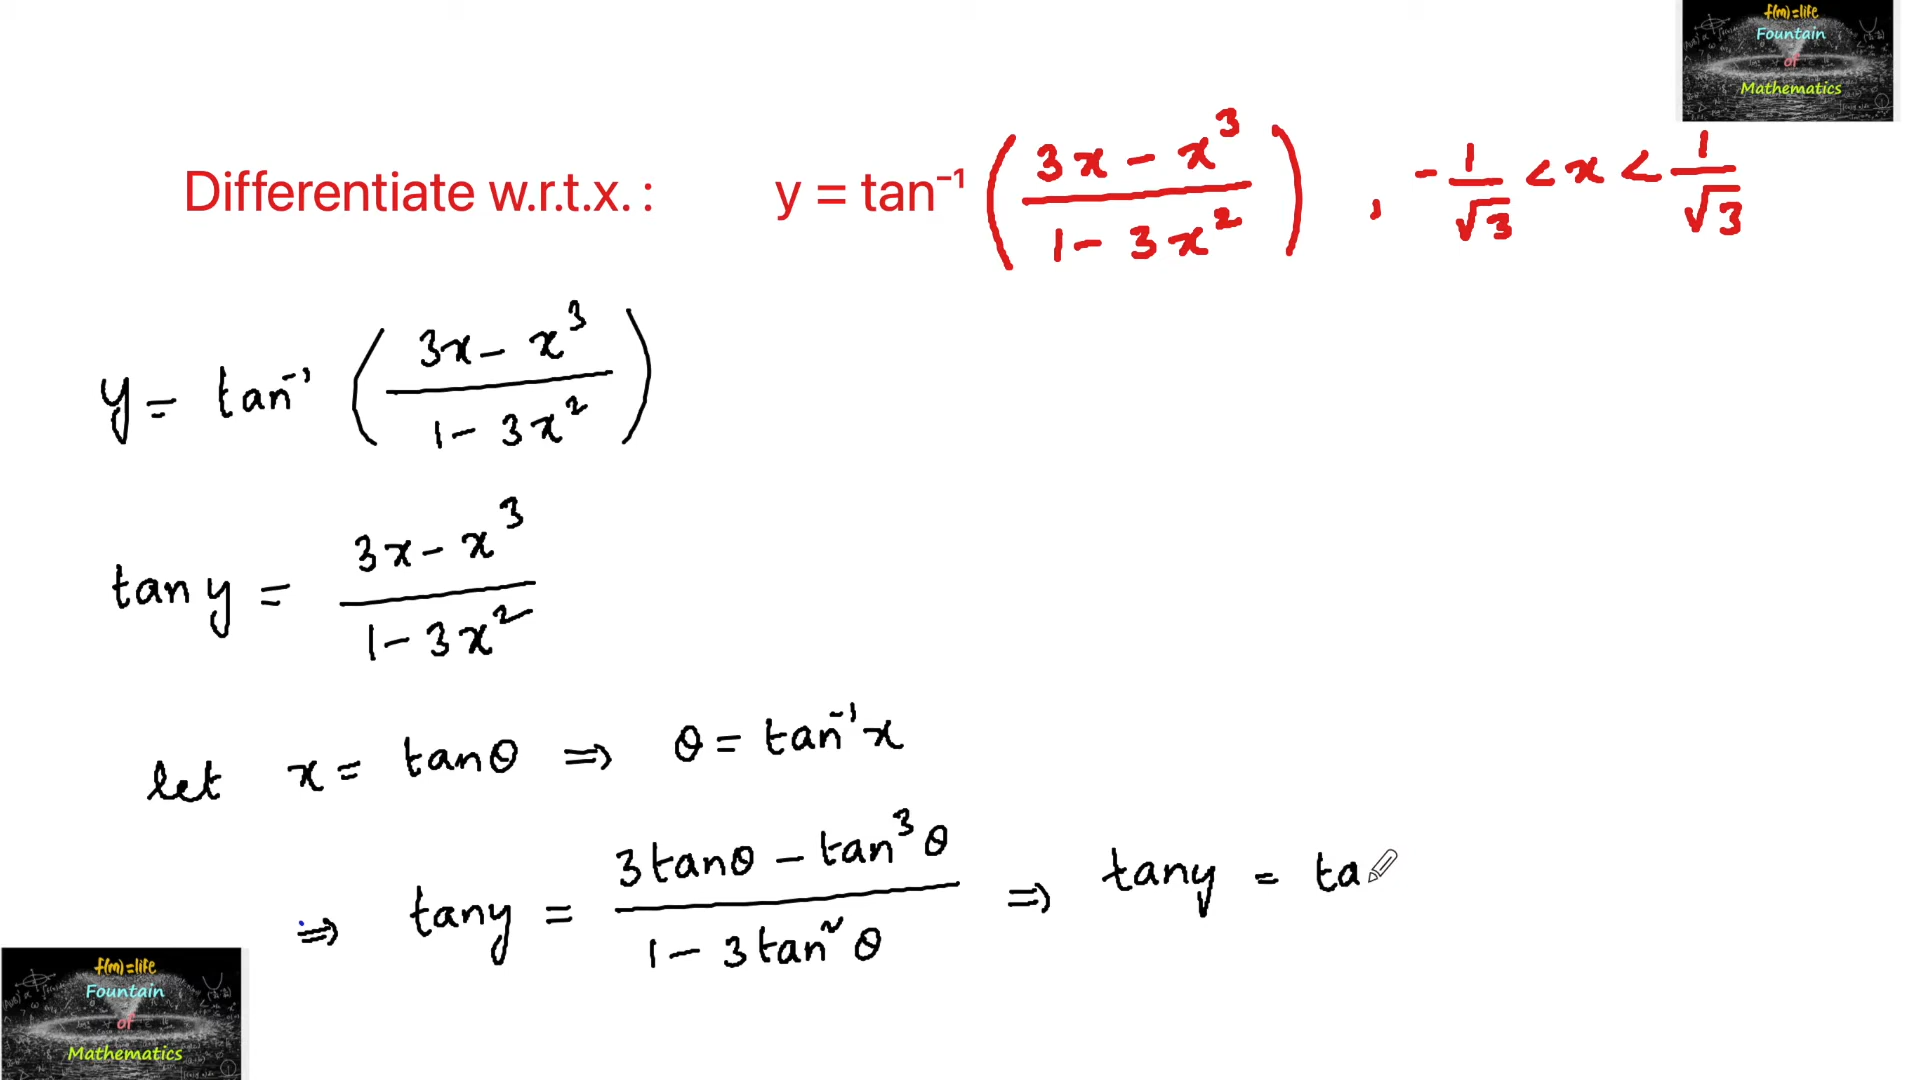 f(m)=life
Fountain
of
Mathematics
Differentiate w.r.t.x. : y = tan⁻¹ ( (3x − x³) / (1 − 3x²) ) , −1/√3 < x < 1/√3
y = tan⁻¹ ( (3x − x³) / (1 − 3x²) )
tan y = (3x − x³) / (1 − 3x²)
let x = tanθ ⇒ θ = tan⁻¹x
⇒ tany = (3tanθ − tan³θ) / (1 − 3tan²θ) ⇒ tany = ta
f(m)=life
Fountain
of
Mathematics